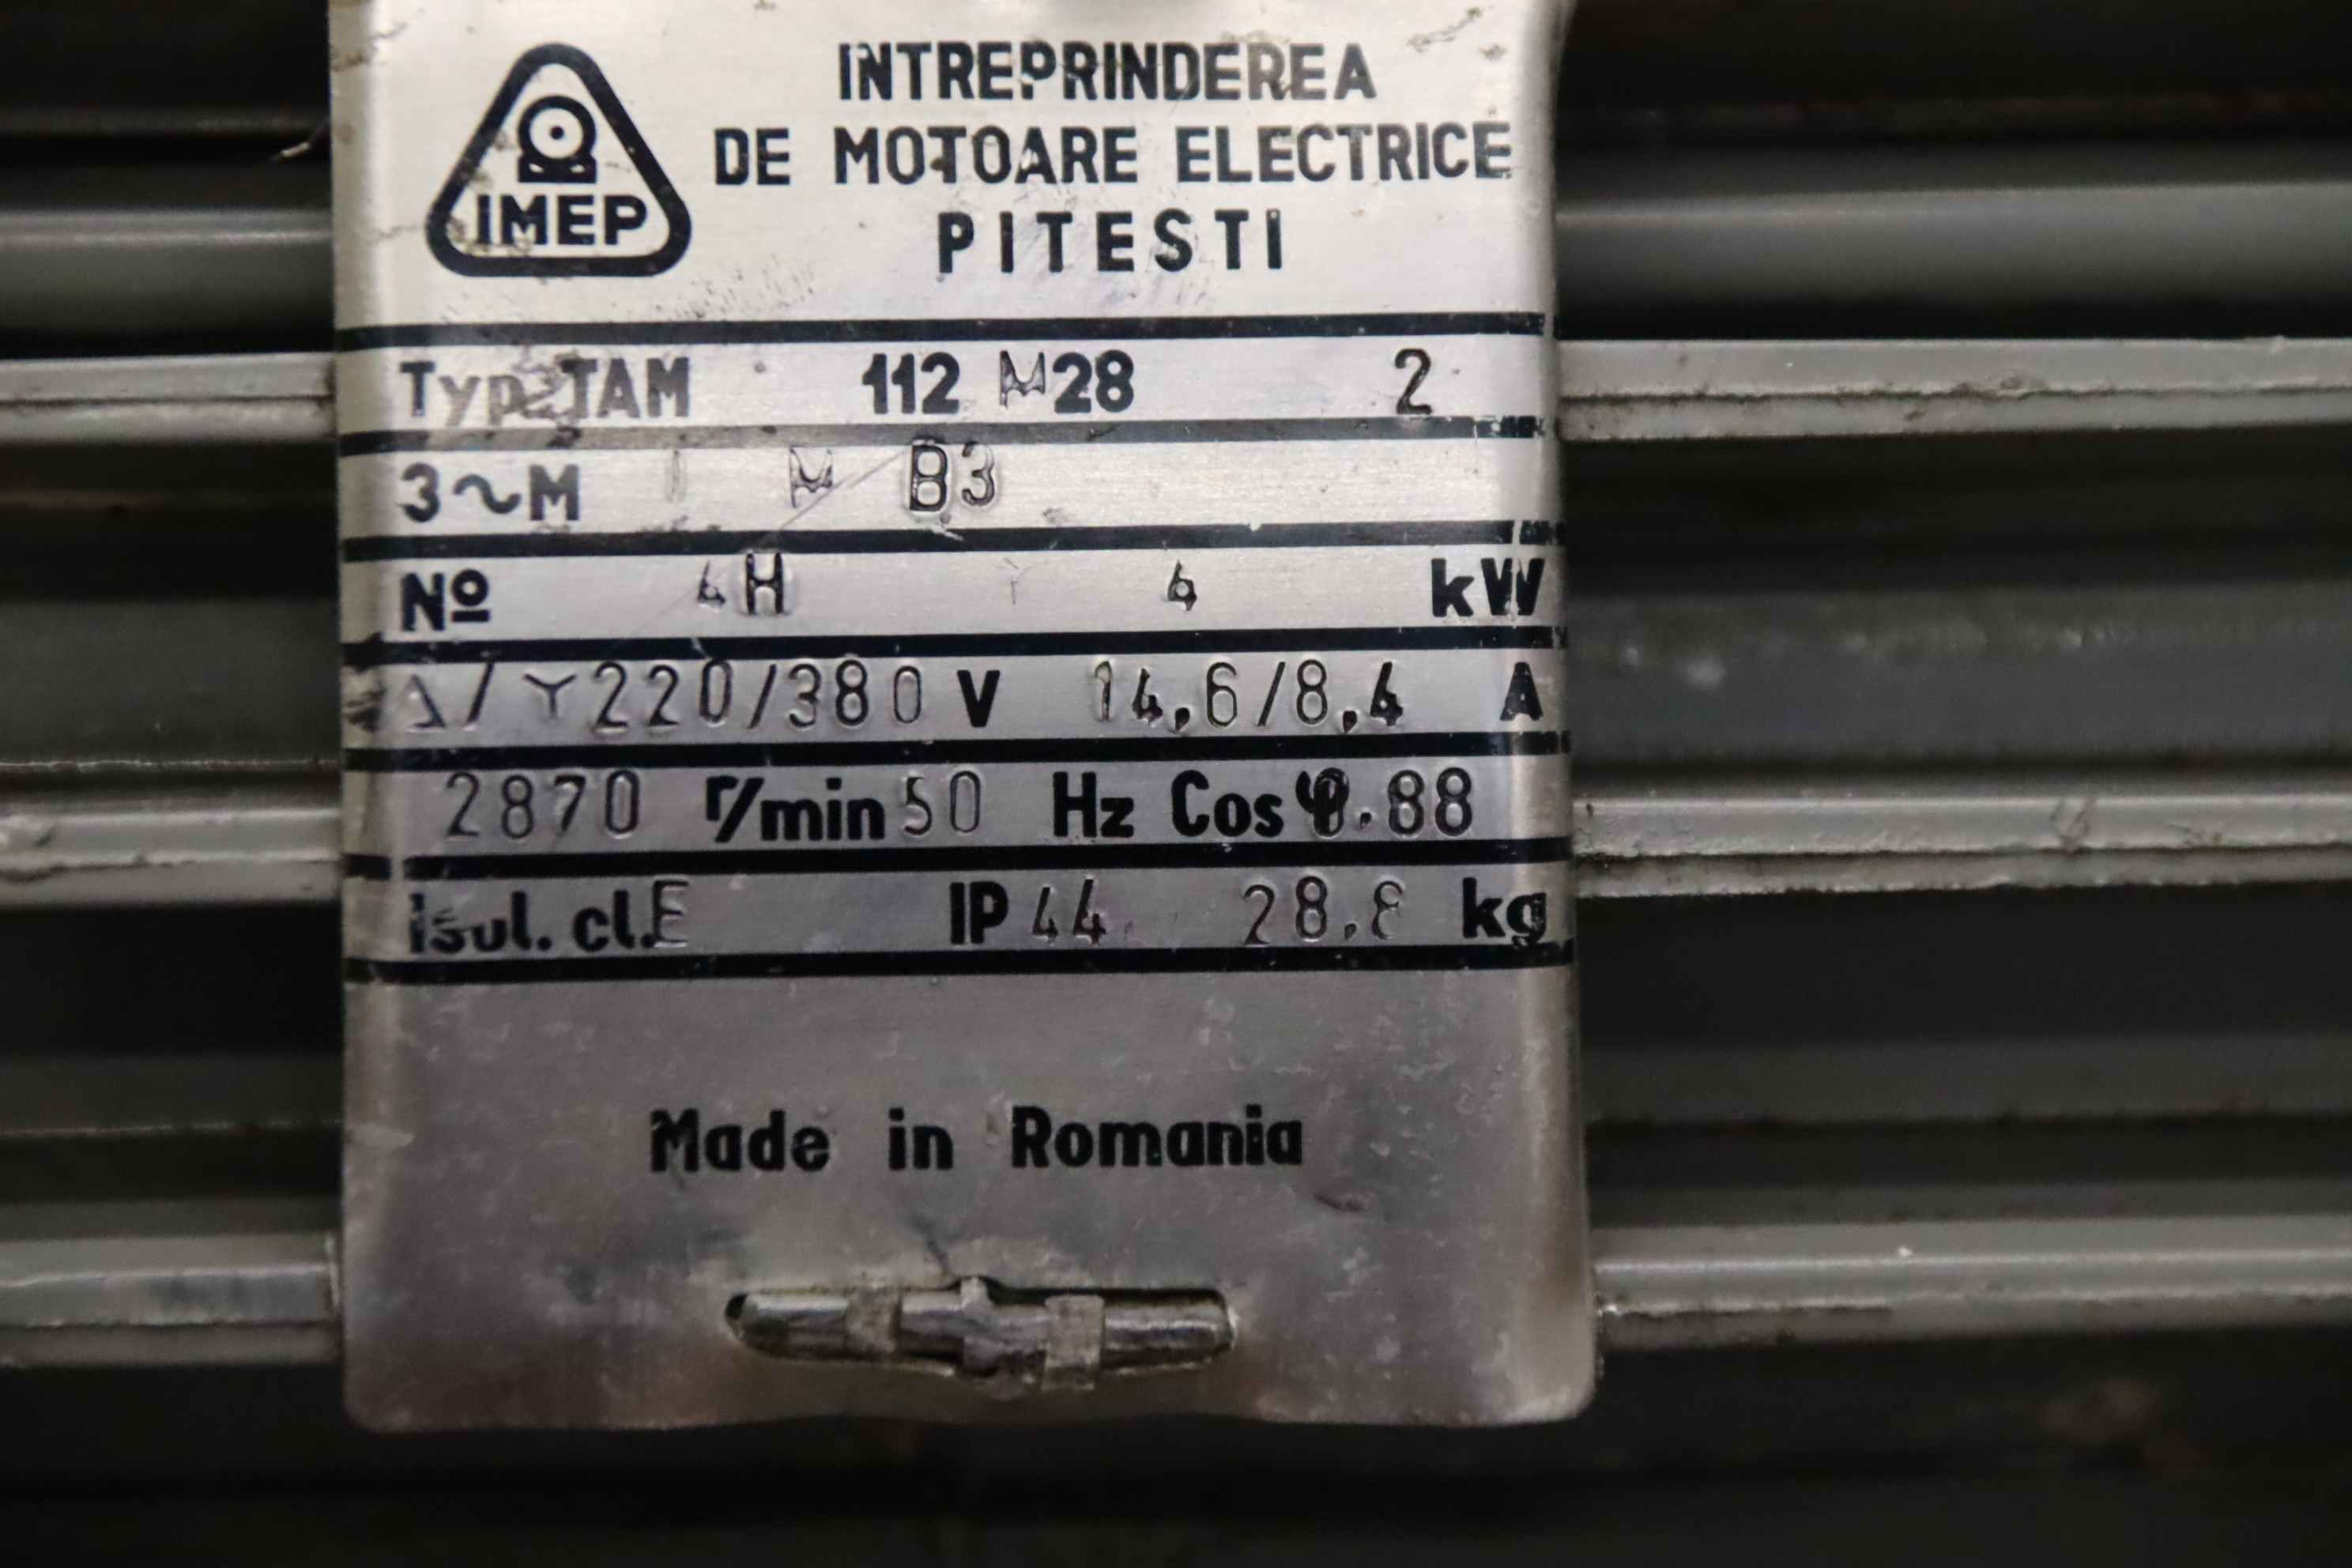 INTREPRINDEREA
DE MOTOARE ELECTRICE
PITESTI
IMEP
Typ. TAM 112 M28 2
3~M I M B3
Nº 4H 4 kW
Δ/Y 220/380 V 14,6/8,4 A
2870 r/min 50 Hz Cos φ 0.88
Isol. cl. E IP 44 28.8 kg
Made in Romania